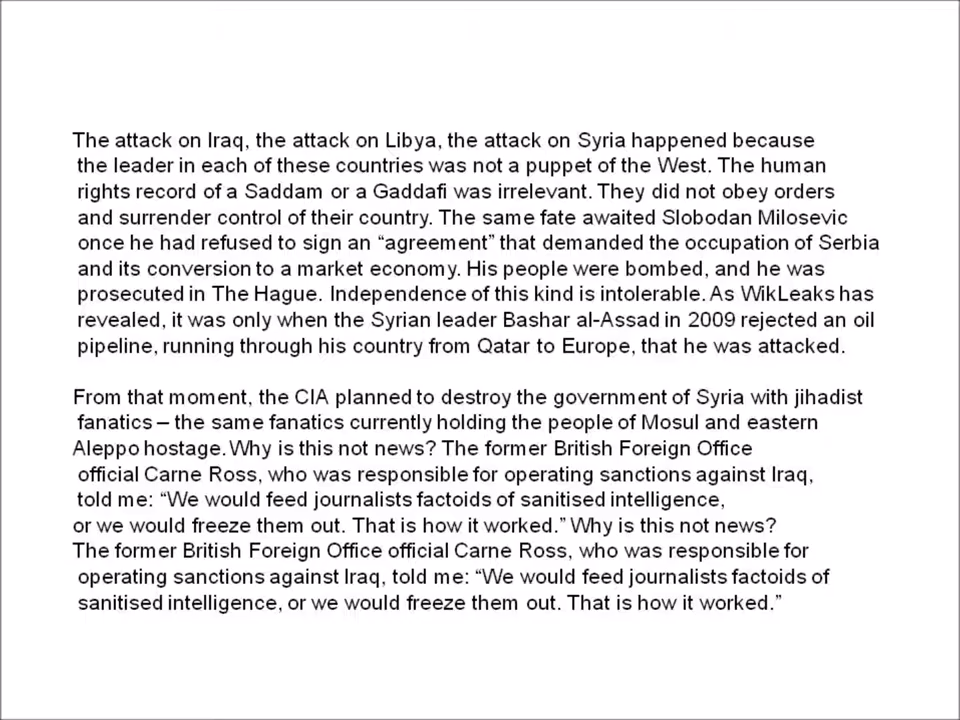 The attack on Iraq, the attack on Libya, the attack on Syria happened because
the leader in each of these countries was not a puppet of the West. The human
rights record of a Saddam or a Gaddafi was irrelevant. They did not obey orders
and surrender control of their country. The same fate awaited Slobodan Milosevic
once he had refused to sign an “agreement” that demanded the occupation of Serbia
and its conversion to a market economy. His people were bombed, and he was
prosecuted in The Hague. Independence of this kind is intolerable. As WikLeaks has
revealed, it was only when the Syrian leader Bashar al-Assad in 2009 rejected an oil
pipeline, running through his country from Qatar to Europe, that he was attacked.
From that moment, the CIA planned to destroy the government of Syria with jihadist
fanatics – the same fanatics currently holding the people of Mosul and eastern
Aleppo hostage. Why is this not news? The former British Foreign Office
official Carne Ross, who was responsible for operating sanctions against Iraq,
told me: “We would feed journalists factoids of sanitised intelligence,
or we would freeze them out. That is how it worked.” Why is this not news?
The former British Foreign Office official Carne Ross, who was responsible for
operating sanctions against Iraq, told me: “We would feed journalists factoids of
sanitised intelligence, or we would freeze them out. That is how it worked.”